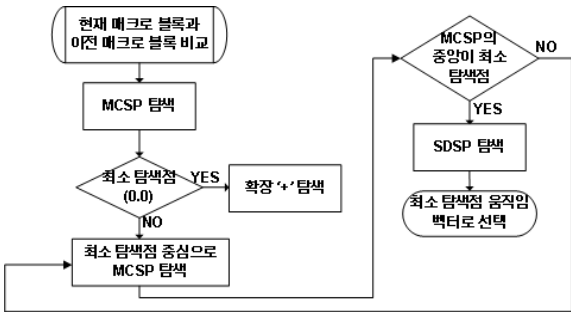 현재 매크로 블록과
이전 매크로 블록 비교
MCSP 탐색
최소 탐색점
(0.0)
YES
확장 '+' 탐색
NO
최소 탐색점 중심으로
MCSP 탐색
MCSP의
중앙이 최소
탐색점
NO
YES
SDSP 탐색
최소 탐색점 움직임
벡터로 선택